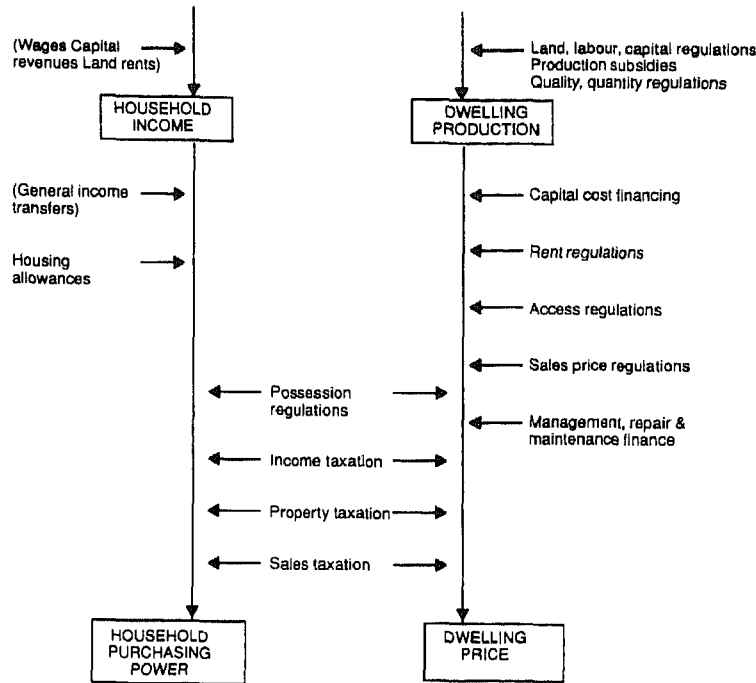 (Wages Capital
revenues Land rents)
Land, labour, capital regulations
Production subsidies
Quality, quantity regulations
HOUSEHOLD
INCOME
DWELLING
PRODUCTION
(General income
transfers)
Capital cost financing
Housing
allowances
Rent regulations
Access regulations
Sales price regulations
Possession
regulations
Management, repair &
maintenance finance
Income taxation
Property taxation
Sales taxation
HOUSEHOLD
PURCHASING
POWER
DWELLING
PRICE